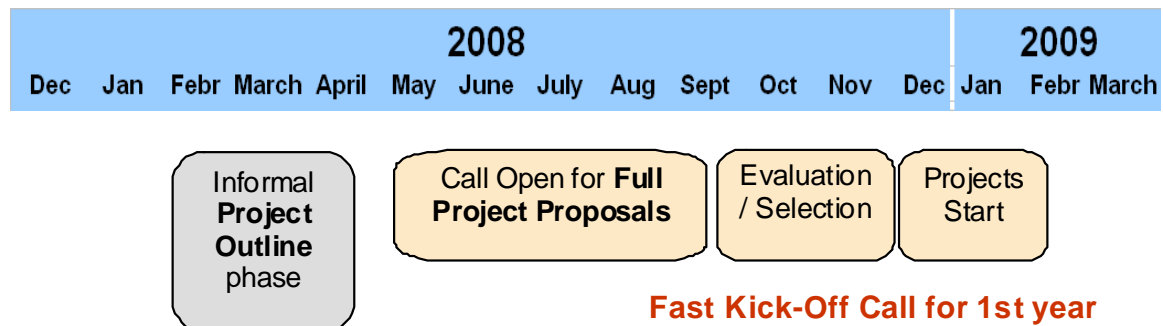 2008 2009
Dec Jan Febr March April May June July Aug Sept Oct Nov Dec Jan Febr March
Informal
Project
Outline
phase
Call Open for Full
Project Proposals
Evaluation
/ Selection
Projects
Start
Fast Kick-Off Call for 1st year